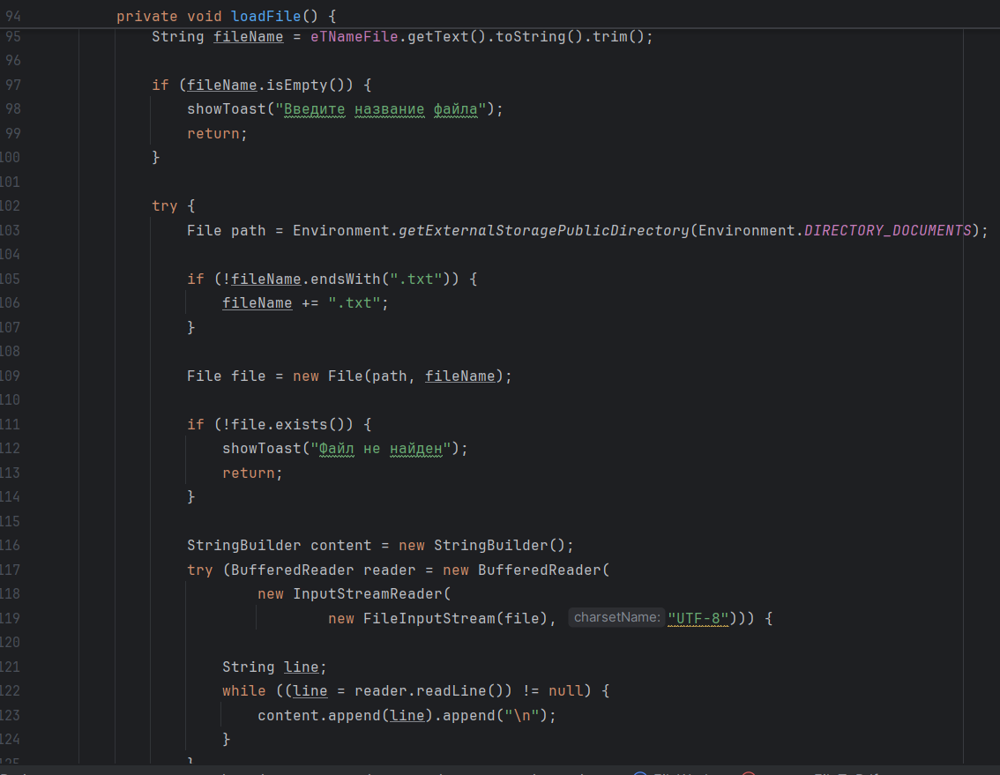 94 private void loadFile() {
95 String fileName = eTNameFile.getText().toString().trim();
96
97 if (fileName.isEmpty()) {
98 showToast("Введите название файла");
99 return;
100 }
101
102 try {
103 File path = Environment.getExternalStoragePublicDirectory(Environment.DIRECTORY_DOCUMENTS);
104
105 if (!fileName.endsWith(".txt")) {
106 fileName += ".txt";
107 }
108
109 File file = new File(path, fileName);
110
111 if (!file.exists()) {
112 showToast("Файл не найден");
113 return;
114 }
115
116 StringBuilder content = new StringBuilder();
117 try (BufferedReader reader = new BufferedReader(
118 new InputStreamReader(
119 new FileInputStream(file), charsetName: "UTF-8"))) {
120
121 String line;
122 while ((line = reader.readLine()) != null) {
123 content.append(line).append("\n");
124 }
125 }